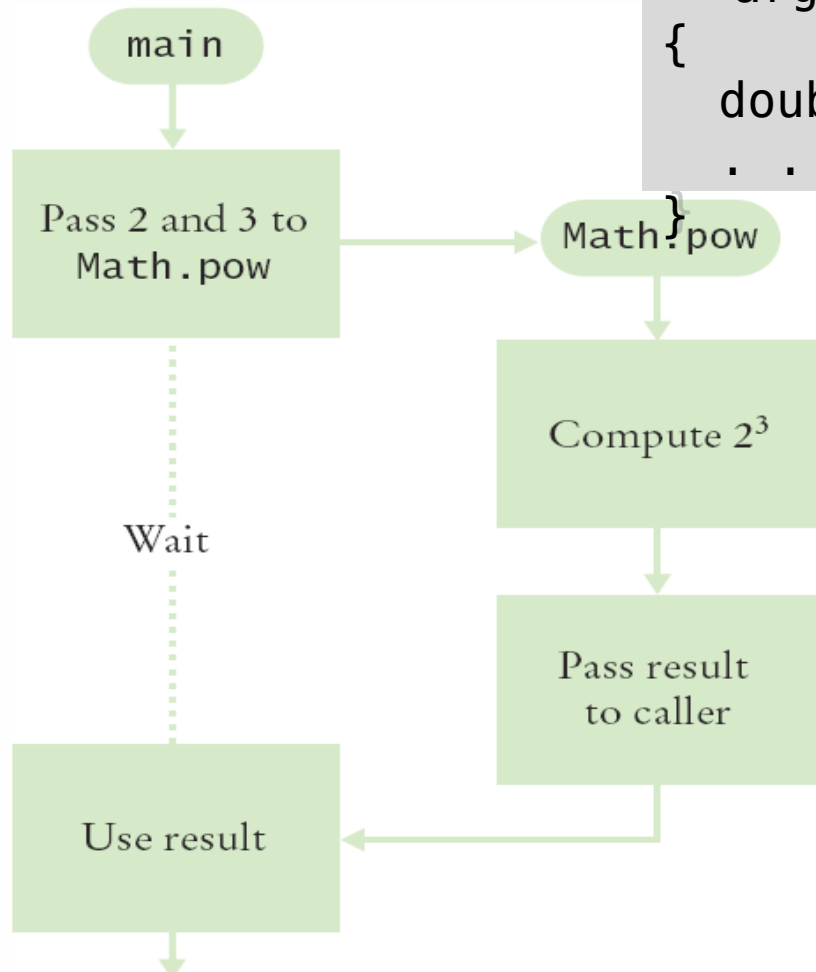 main
{
. .
}
Pass 2 and 3 to
Math.pow
Math.pow
Compute 2³
Wait
Pass result
to caller
Use result